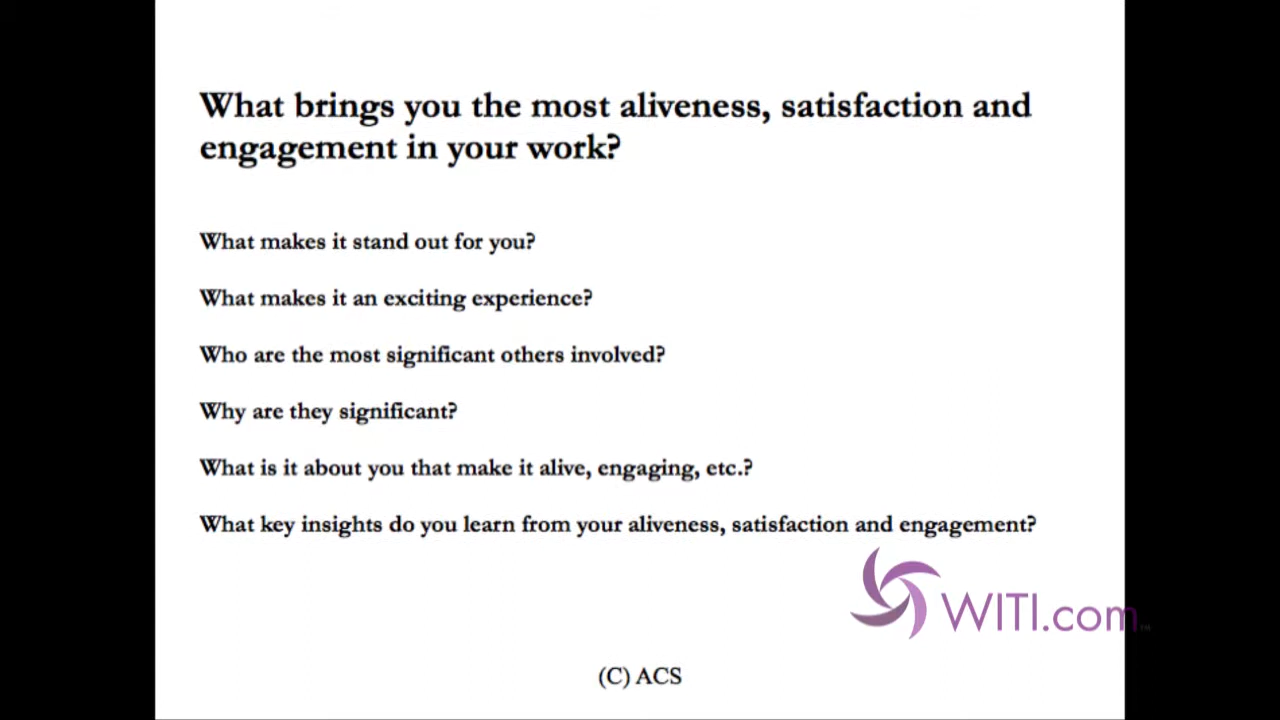 What brings you the most aliveness, satisfaction and
engagement in your work?
What makes it stand out for you?
What makes it an exciting experience?
Who are the most significant others involved?
Why are they significant?
What is it about you that make it alive, engaging, etc.?
What key insights do you learn from your aliveness, satisfaction and engagement?
WITI.com
(C) ACS